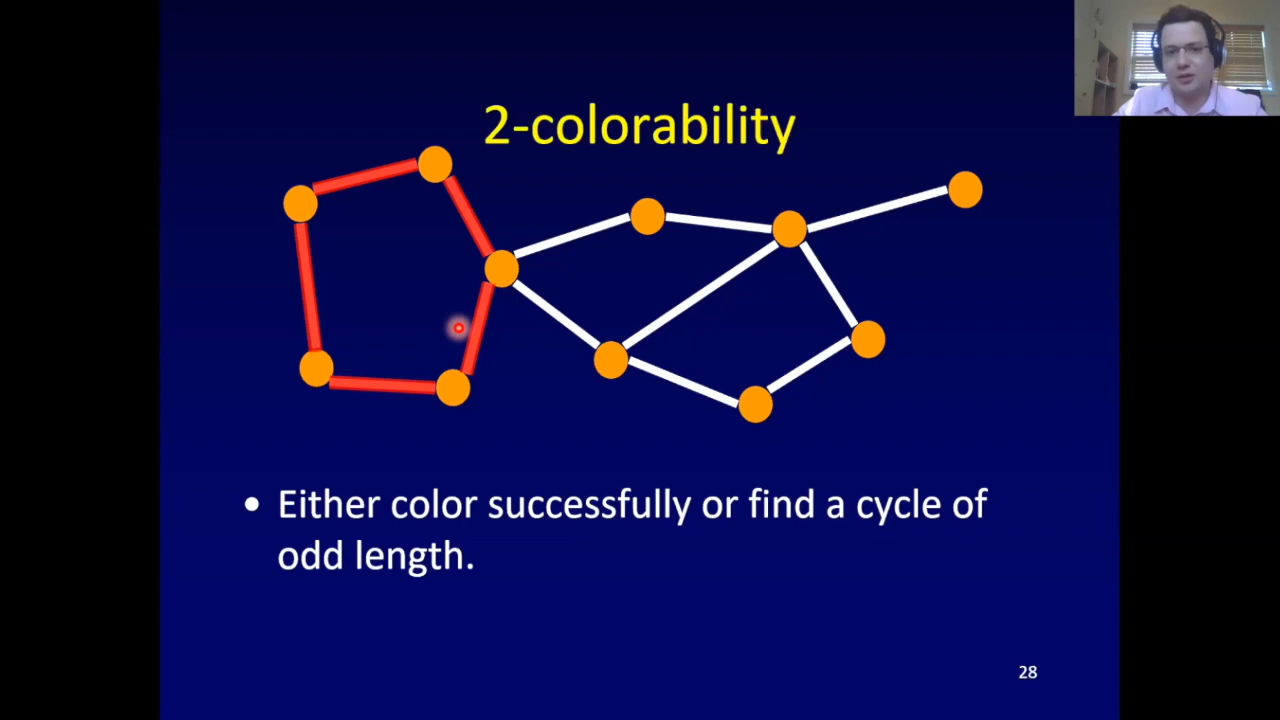 2-colorability
• Either color successfully or find a cycle of
odd length.
28